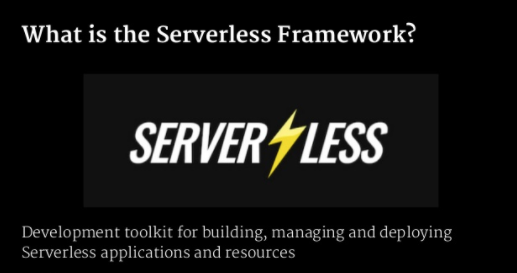 What is the Serverless Framework?
SERVERLESS
Development toolkit for building, managing and deploying
Serverless applications and resources